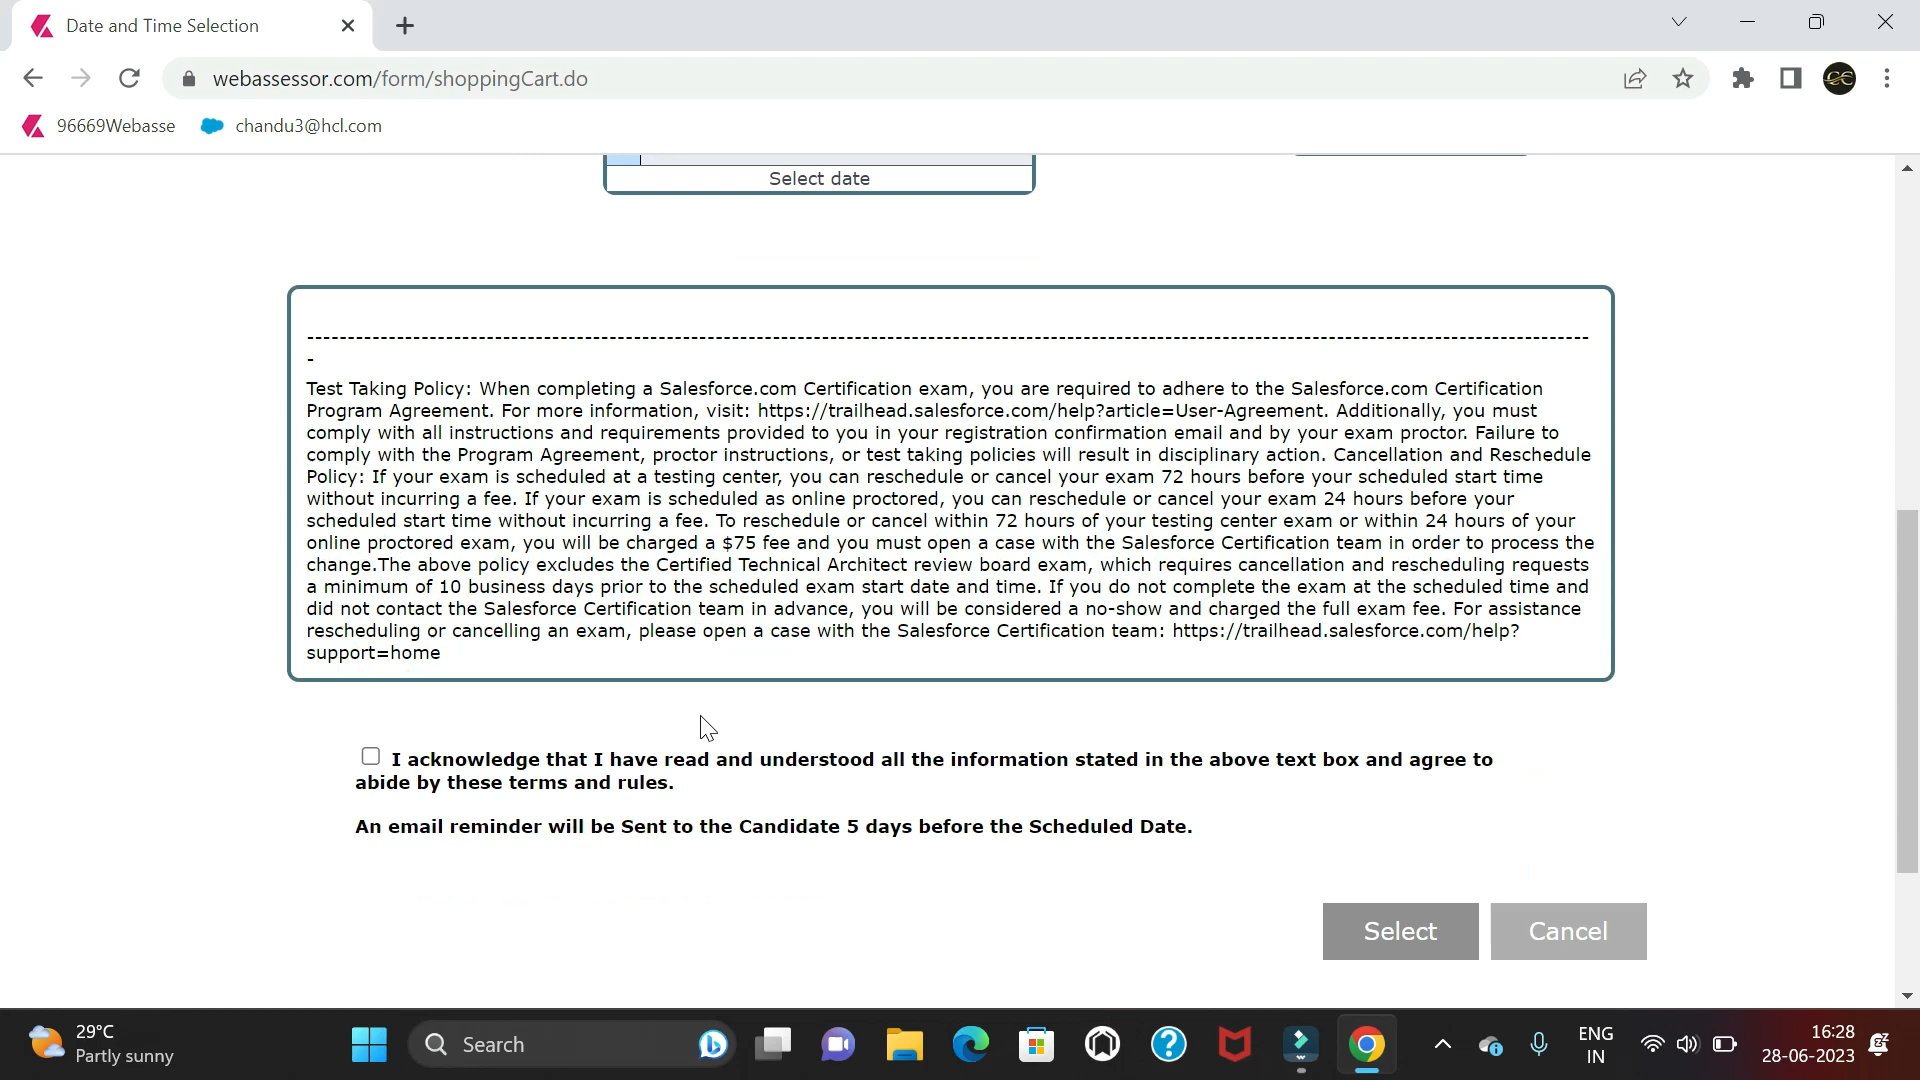 Date and Time Selection
webassessor.com/form/shoppingCart.do
96669Webasse
chandu3@hcl.com
Select date
--------------------------------------------------------------------------------------------------------------------------------------------------------------
-
Test Taking Policy: When completing a Salesforce.com Certification exam, you are required to adhere to the Salesforce.com Certification
Program Agreement. For more information, visit: https://trailhead.salesforce.com/help?article=User-Agreement. Additionally, you must
comply with all instructions and requirements provided to you in your registration confirmation email and by your exam proctor. Failure to
comply with the Program Agreement, proctor instructions, or test taking policies will result in disciplinary action. Cancellation and Reschedule
Policy: If your exam is scheduled at a testing center, you can reschedule or cancel your exam 72 hours before your scheduled start time
without incurring a fee. If your exam is scheduled as online proctored, you can reschedule or cancel your exam 24 hours before your
scheduled start time without incurring a fee. To reschedule or cancel within 72 hours of your testing center exam or within 24 hours of your
online proctored exam, you will be charged a $75 fee and you must open a case with the Salesforce Certification team in order to process the
change.The above policy excludes the Certified Technical Architect review board exam, which requires cancellation and rescheduling requests
a minimum of 10 business days prior to the scheduled exam start date and time. If you do not complete the exam at the scheduled time and
did not contact the Salesforce Certification team in advance, you will be considered a no-show and charged the full exam fee. For assistance
rescheduling or cancelling an exam, please open a case with the Salesforce Certification team: https://trailhead.salesforce.com/help?
support=home
I acknowledge that I have read and understood all the information stated in the above text box and agree to
abide by these terms and rules.
An email reminder will be Sent to the Candidate 5 days before the Scheduled Date.
Select
Cancel
29°C
Partly sunny
Search
ENG
IN
16:28
28-06-2023